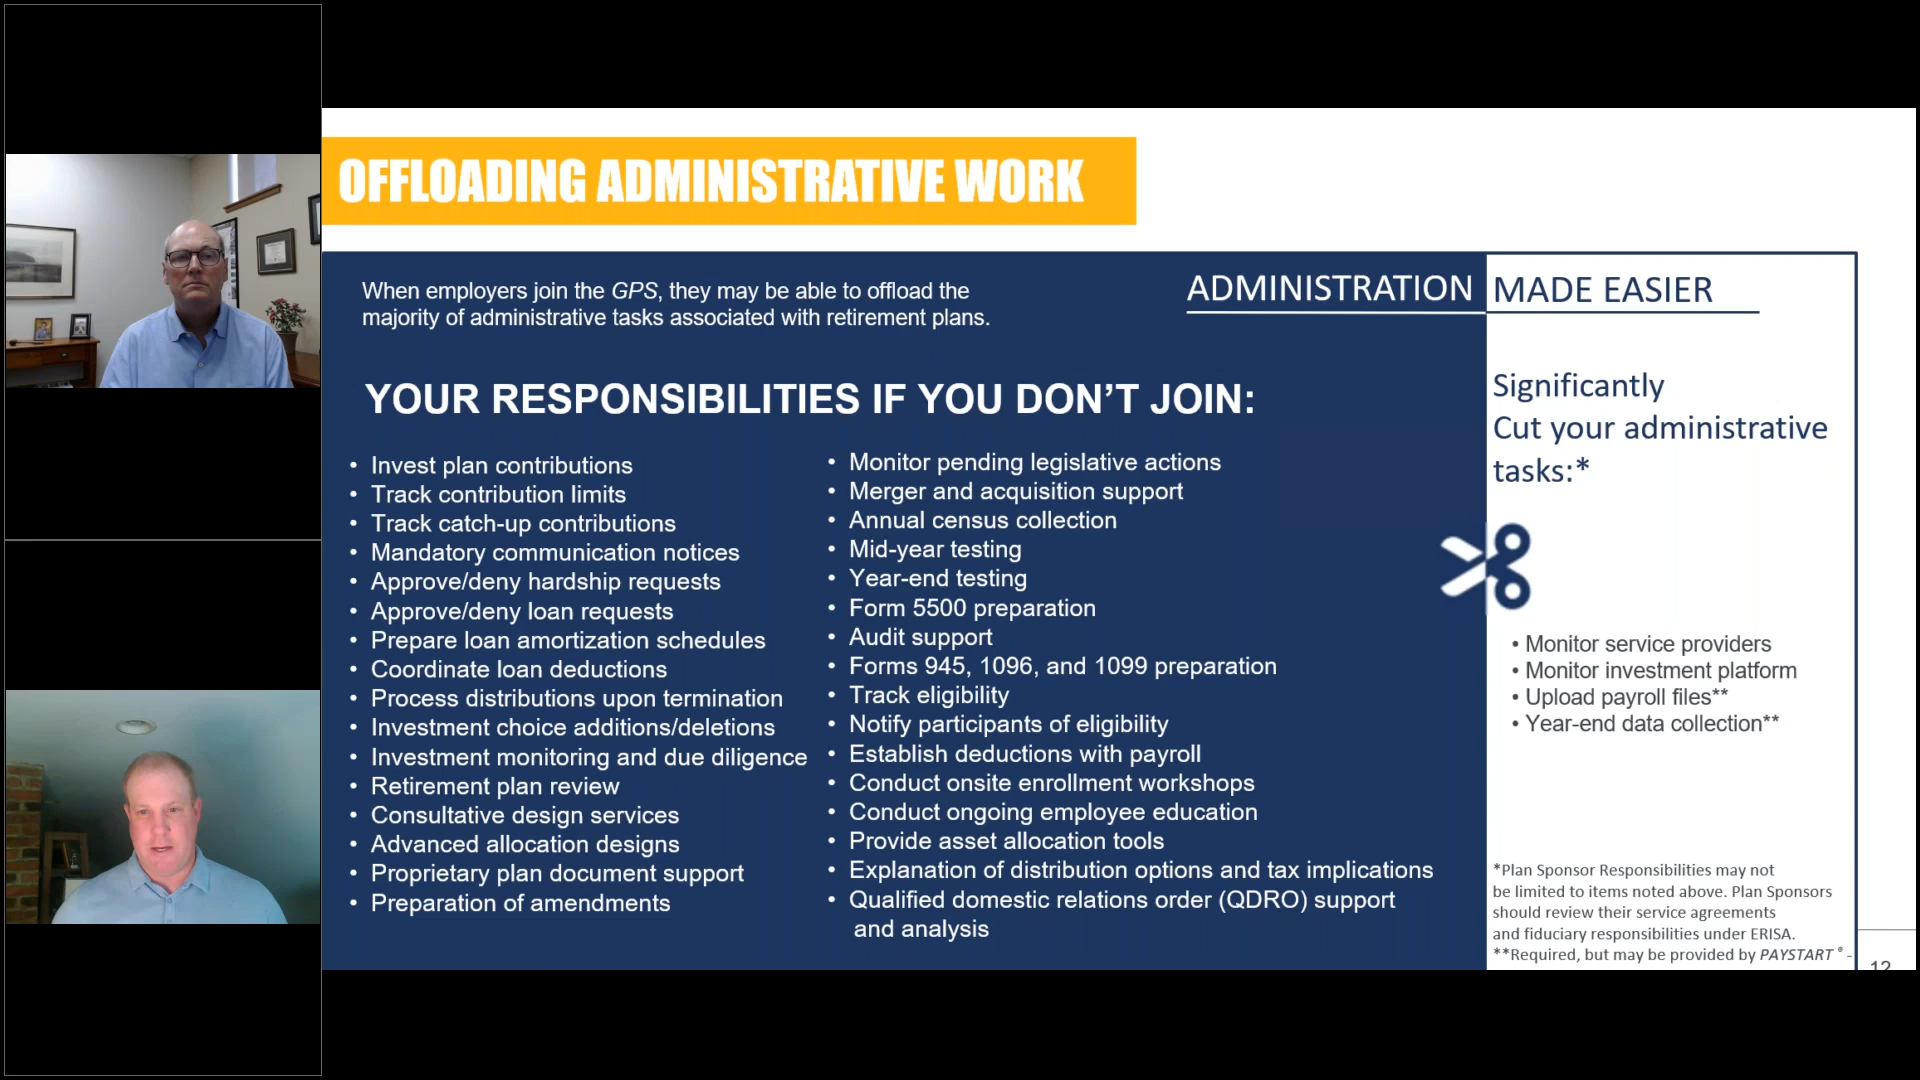 OFFLOADING ADMINISTRATIVE WORK
When employers join the GPS, they may be able to offload the
majority of administrative tasks associated with retirement plans.
ADMINISTRATION MADE EASIER
YOUR RESPONSIBILITIES IF YOU DON'T JOIN:
• Invest plan contributions
• Track contribution limits
• Track catch-up contributions
• Mandatory communication notices
• Approve/deny hardship requests
• Approve/deny loan requests
• Prepare loan amortization schedules
• Coordinate loan deductions
• Process distributions upon termination
• Investment choice additions/deletions
• Investment monitoring and due diligence
• Retirement plan review
• Consultative design services
• Advanced allocation designs
• Proprietary plan document support
• Preparation of amendments
• Monitor pending legislative actions
• Merger and acquisition support
• Annual census collection
• Mid-year testing
• Year-end testing
• Form 5500 preparation
• Audit support
• Forms 945, 1096, and 1099 preparation
• Track eligibility
• Notify participants of eligibility
• Establish deductions with payroll
• Conduct onsite enrollment workshops
• Conduct ongoing employee education
• Provide asset allocation tools
• Explanation of distribution options and tax implications
• Qualified domestic relations order (QDRO) support
and analysis
Significantly
Cut your administrative
tasks:*
• Monitor service providers
• Monitor investment platform
• Upload payroll files**
• Year-end data collection**
*Plan Sponsor Responsibilities may not
be limited to items noted above. Plan Sponsors
should review their service agreements
and fiduciary responsibilities under ERISA.
**Required, but may be provided by PAYSTART ® -
12